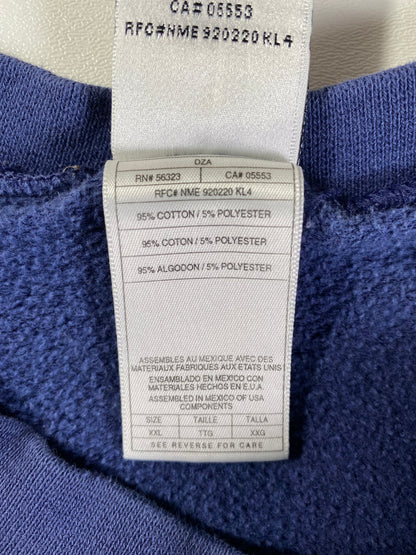 CA# 05553
RFC#NME 920220 KL4
DZA
RN# 56323 CA# 05553
RFC# NME 920220 KL4
95% COTTON / 5% POLYESTER
95% COTON / 5% POLYESTER
95% ALGODON / 5% POLYESTER
ASSEMBLES AU MEXIQUE AVEC DES
MATERIAUX FABRIQUES AUX ETATS UNIS
ENSAMBLADO EN MEXICO CON
MATERIALES HECHOS EN E.U.A.
ASSEMBLED IN MEXICO OF USA
COMPONENTS
SIZE TAILLE TALLA
XXL TTG XXG
SEE REVERSE FOR CARE